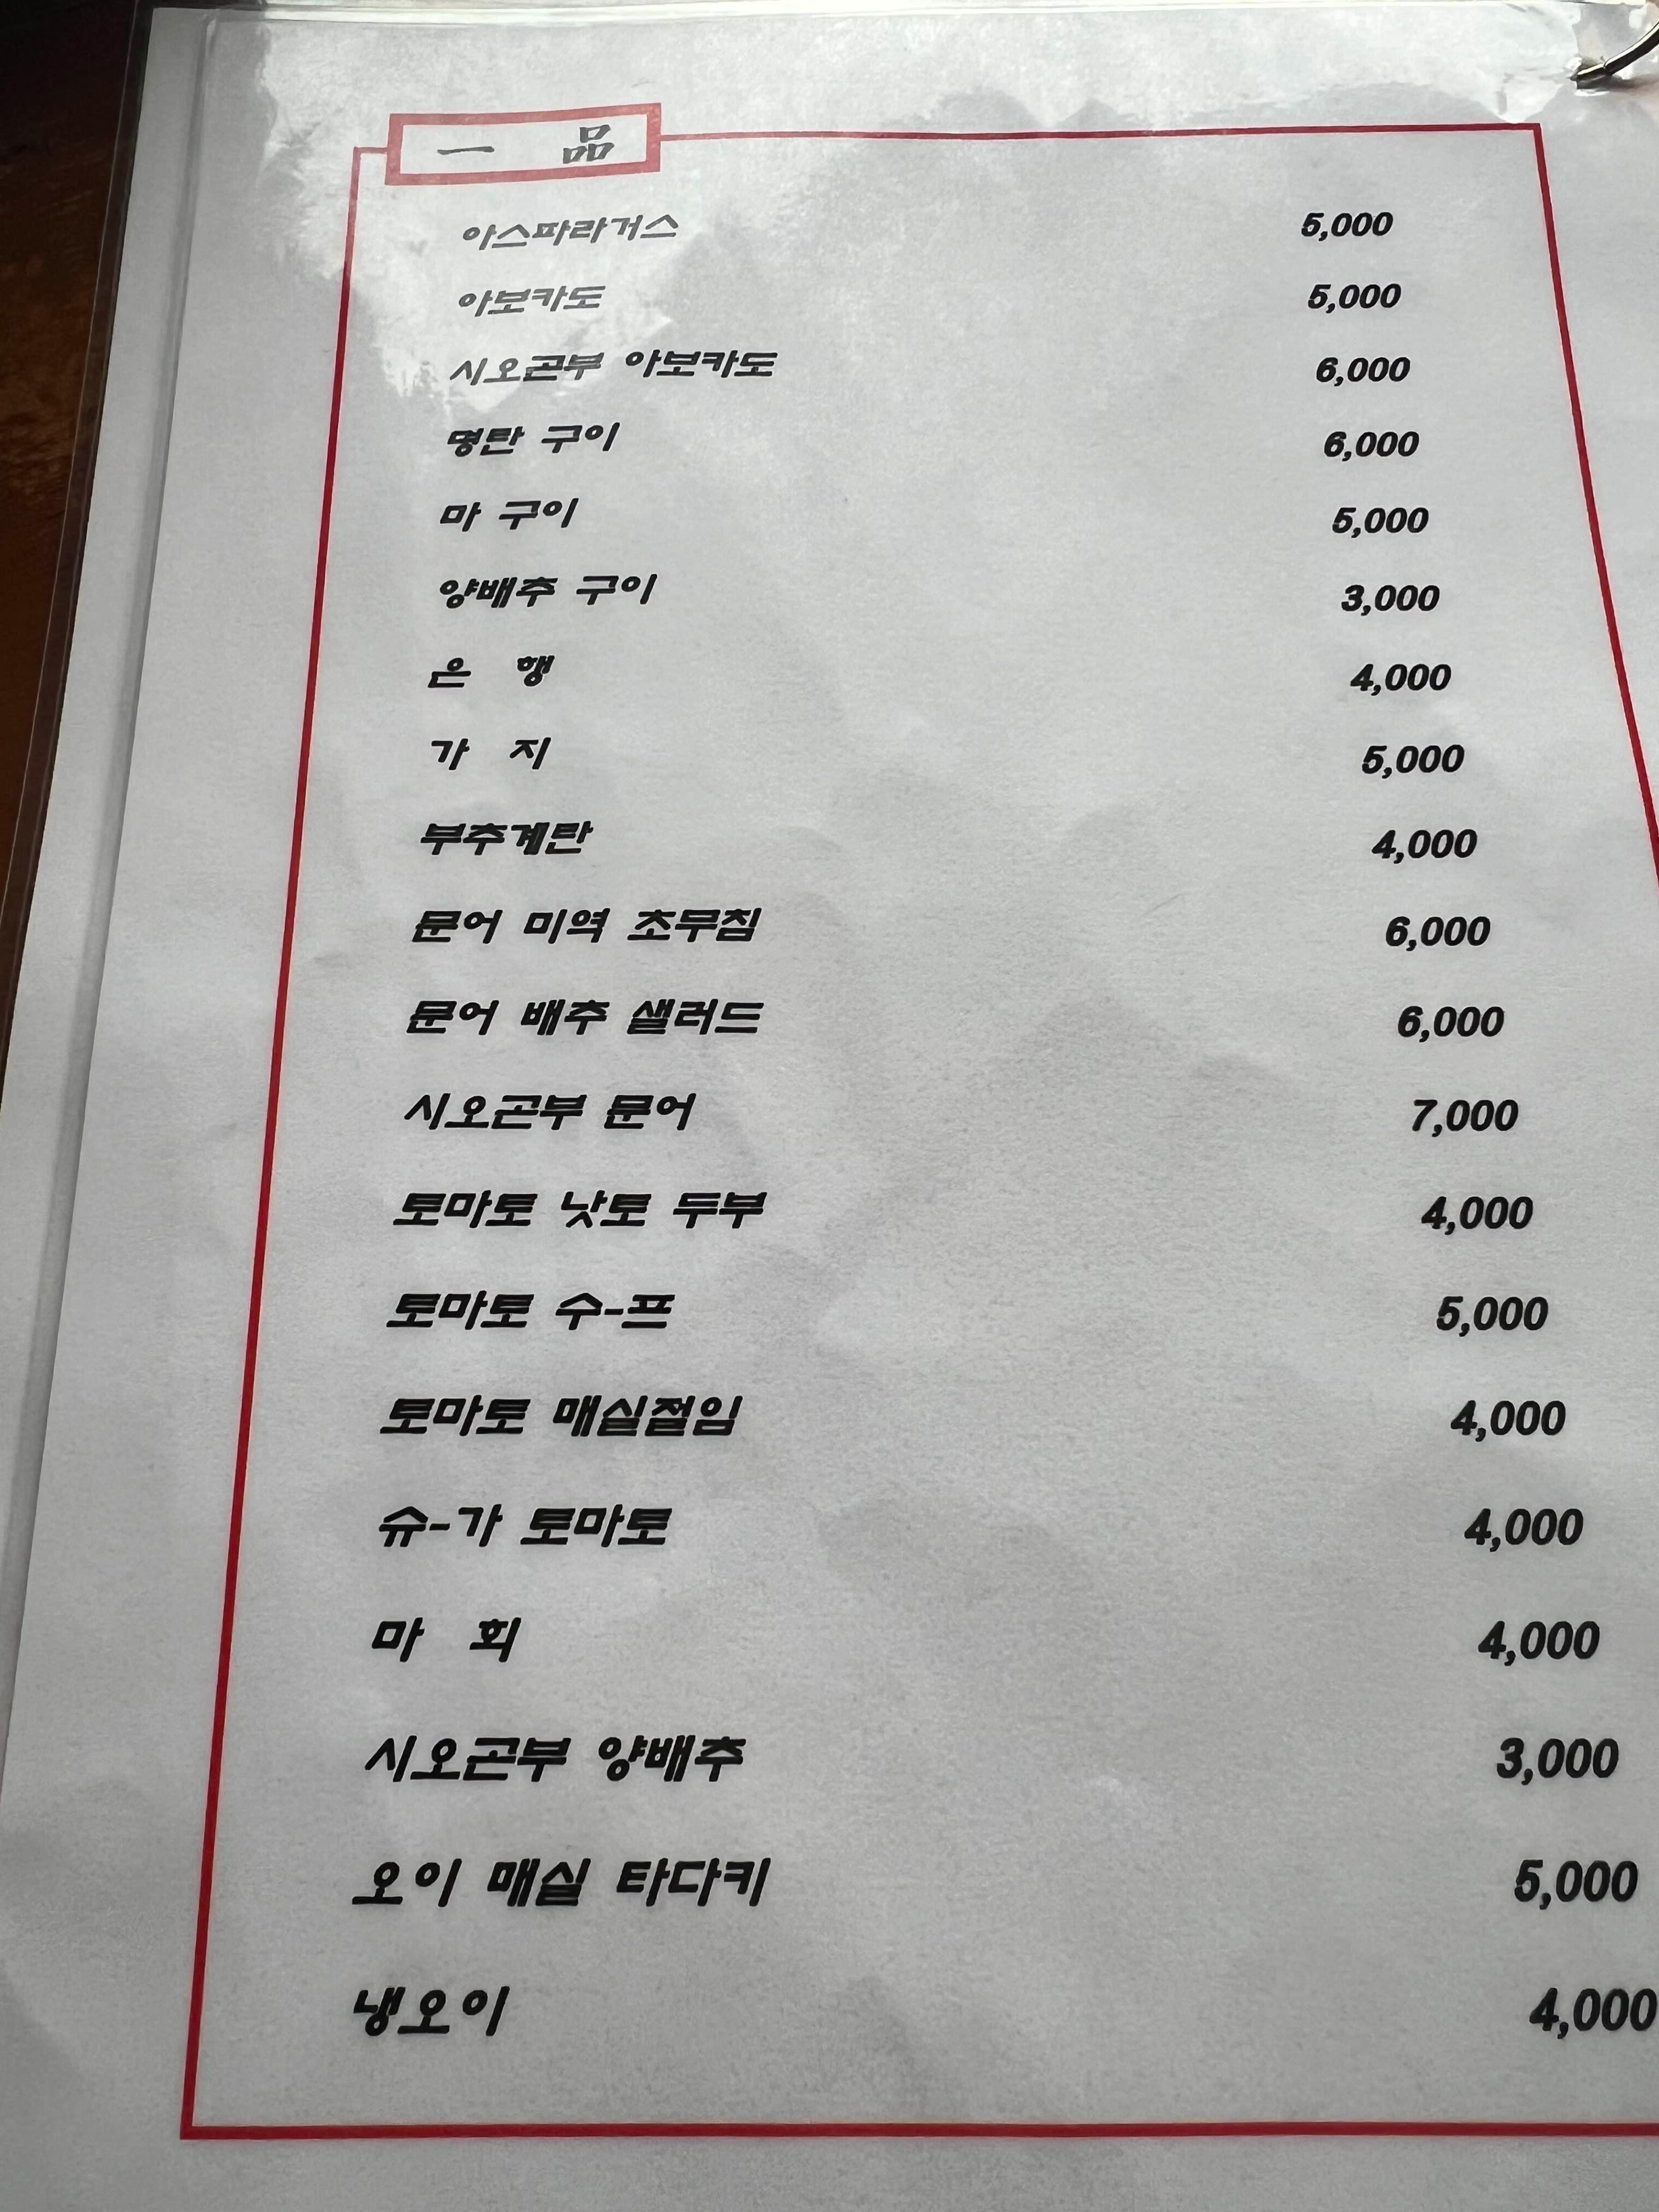 一 品
아스파라거스 5,000
아보카도 5,000
시오곤부 아보카도 6,000
명탄 구이 6,000
마 구이 5,000
양배추 구이 3,000
은 행 4,000
가 지 5,000
부추계란 4,000
문어 미역 초무침 6,000
문어 배추 샐러드 6,000
시오곤부 문어 7,000
토마토 낫토 두부 4,000
토마토 수-프 5,000
토마토 매실절임 4,000
슈-가 토마토 4,000
마 회 4,000
시오곤부 양배추 3,000
오이 매실 타다키 5,000
냉오이 4,000